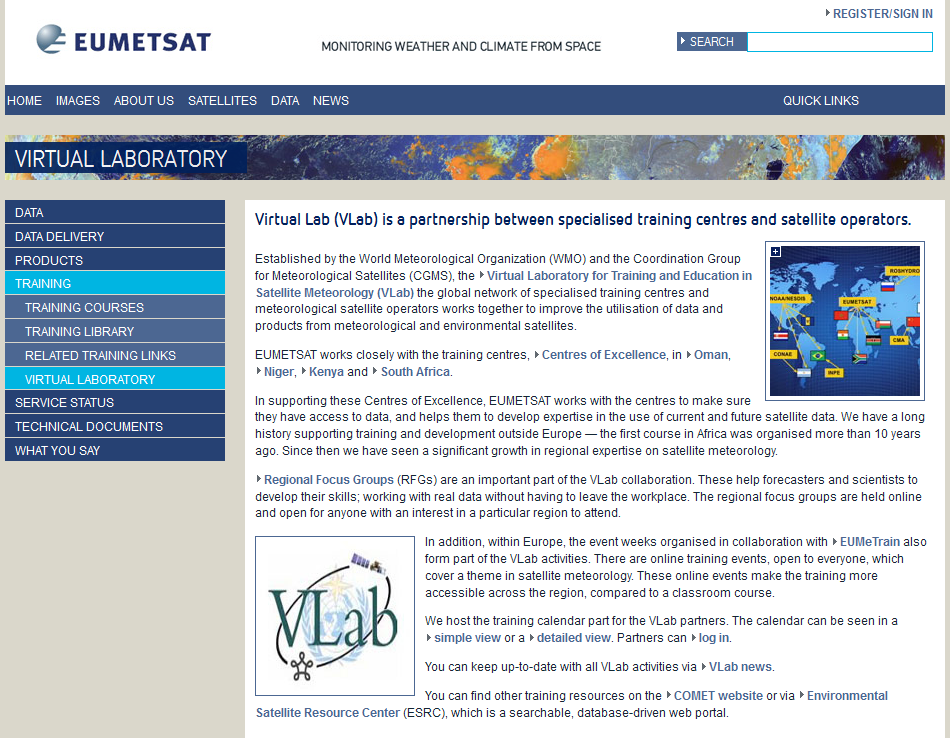 REGISTER/SIGN IN
EUMETSAT
MONITORING WEATHER AND CLIMATE FROM SPACE
SEARCH
HOME IMAGES ABOUT US SATELLITES DATA NEWS QUICK LINKS
VIRTUAL LABORATORY
DATA
DATA DELIVERY
PRODUCTS
TRAINING
TRAINING COURSES
TRAINING LIBRARY
RELATED TRAINING LINKS
VIRTUAL LABORATORY
SERVICE STATUS
TECHNICAL DOCUMENTS
WHAT YOU SAY
Virtual Lab (VLab) is a partnership between specialised training centres and satellite operators.
Established by the World Meteorological Organization (WMO) and the Coordination Group
for Meteorological Satellites (CGMS), the Virtual Laboratory for Training and Education in
Satellite Meteorology (VLab) the global network of specialised training centres and
meteorological satellite operators works together to improve the utilisation of data and
products from meteorological and environmental satellites.
EUMETSAT works closely with the training centres, Centres of Excellence, in Oman,
Niger, Kenya and South Africa.
In supporting these Centres of Excellence, EUMETSAT works with the centres to make sure
they have access to data, and helps them to develop expertise in the use of current and future satellite data. We have a long
history supporting training and development outside Europe — the first course in Africa was organised more than 10 years
ago. Since then we have seen a significant growth in regional expertise on satellite meteorology.
ROSHYDRO
NOAA/NESDIS
EUMETSAT
CMA
CONAE
INPE
Regional Focus Groups (RFGs) are an important part of the VLab collaboration. These help forecasters and scientists to
develop their skills; working with real data without having to leave the workplace. The regional focus groups are held online
and open for anyone with an interest in a particular region to attend.
VLab
In addition, within Europe, the event weeks organised in collaboration with EUMeTrain also
form part of the VLab activities. There are online training events, open to everyone, which
cover a theme in satellite meteorology. These online events make the training more
accessible across the region, compared to a classroom course.
We host the training calendar part for the VLab partners. The calendar can be seen in a
simple view or a detailed view. Partners can log in.
You can keep up-to-date with all VLab activities via VLab news.
You can find other training resources on the COMET website or via Environmental
Satellite Resource Center (ESRC), which is a searchable, database-driven web portal.